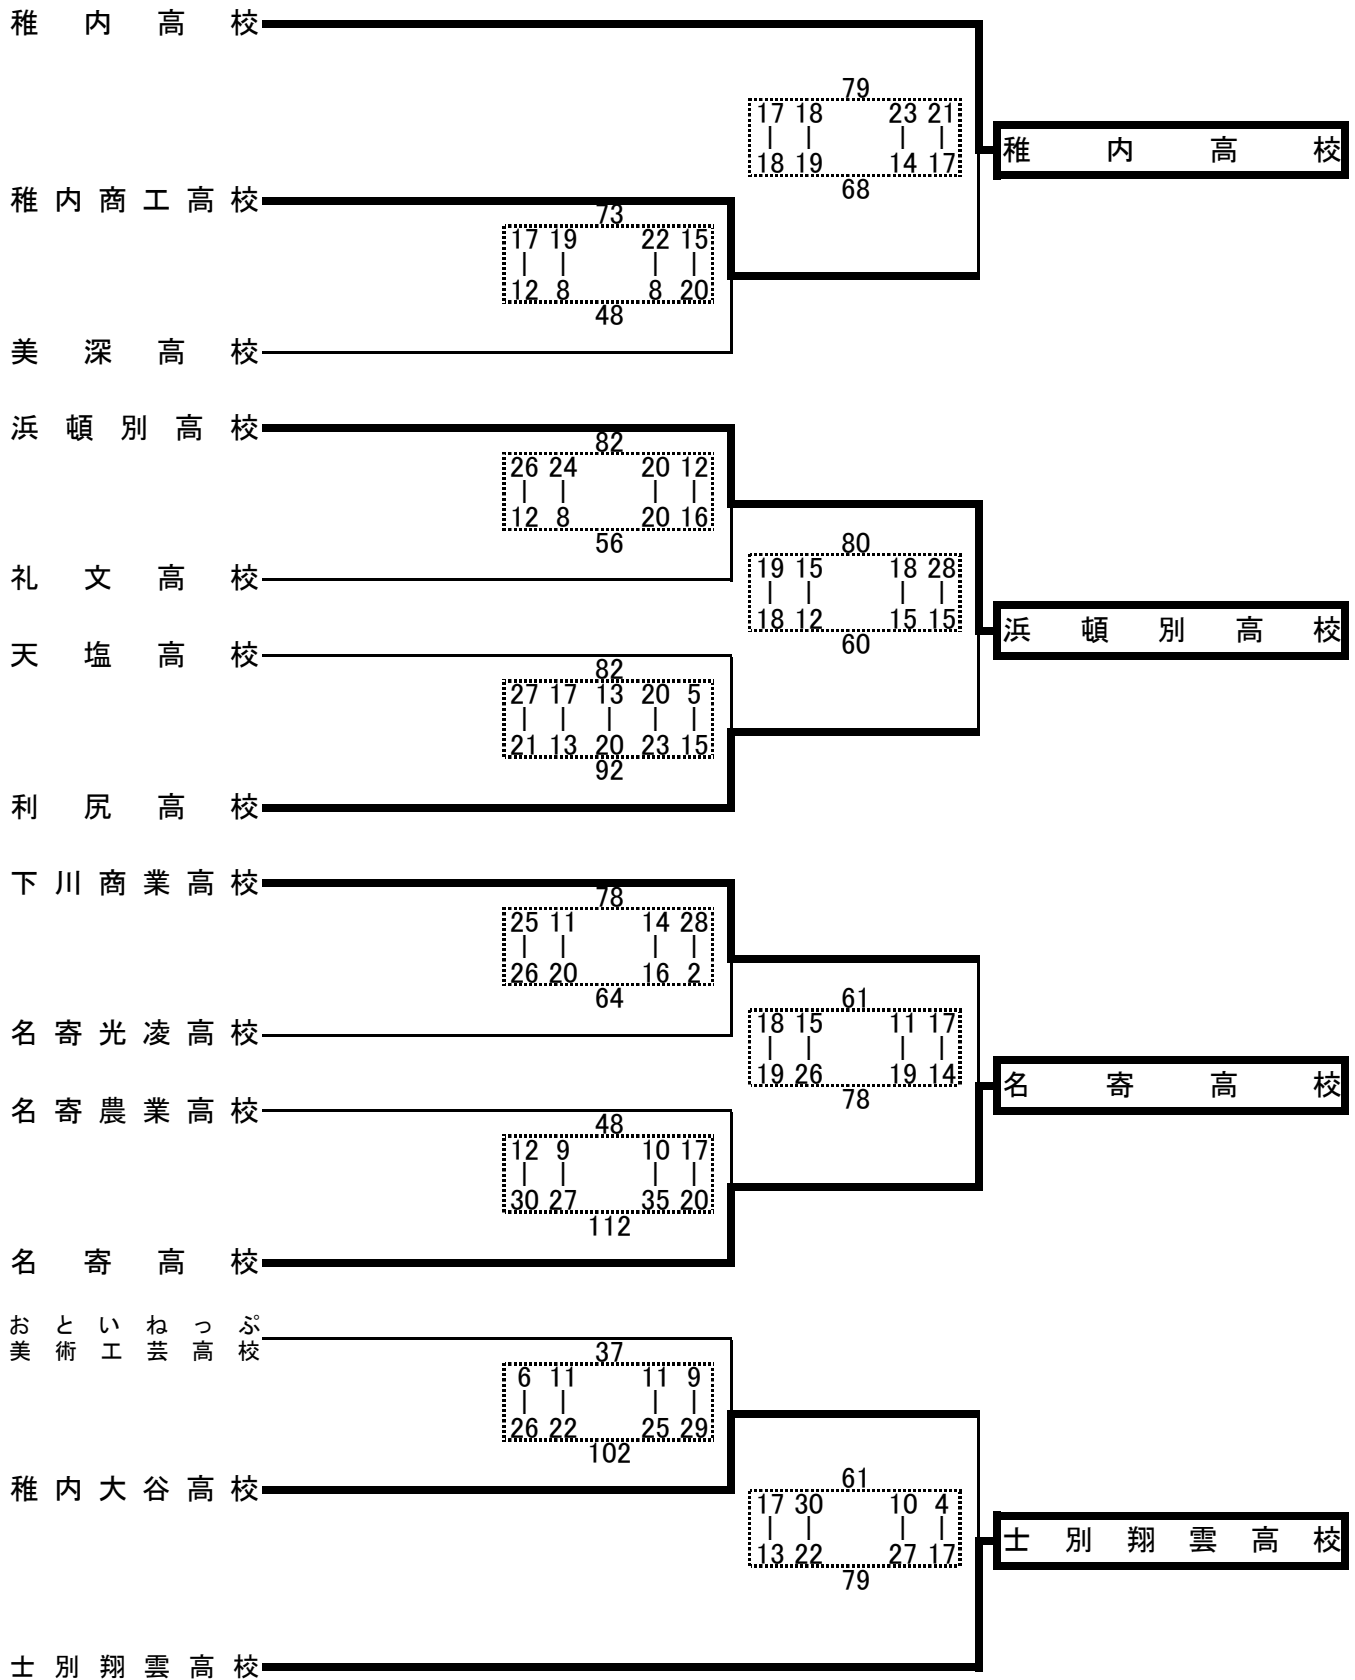 稚内高校
79
17 18 23 21
18 19 14 17
68
稚内高校
稚内商工高校
73
17 19 22 15
12 8 8 20
48
美深高校
浜頓別高校
82
26 24 20 12
12 8 20 16
56
礼文高校
80
19 15 18 28
18 12 15 15
60
浜頓別高校
天塩高校
82
27 17 13 20 5
21 13 20 23 15
92
利尻高校
下川商業高校
78
25 11 14 28
26 20 16 2
64
名寄光凌高校
61
18 15 11 17
19 26 19 14
78
名寄高校
名寄農業高校
48
12 9 10 17
30 27 35 20
112
名寄高校
おといねっぷ
美術工芸高校
37
6 11 11 9
26 22 25 29
102
稚内大谷高校
61
17 30 10 4
13 22 27 17
79
士別翔雲高校
士別翔雲高校